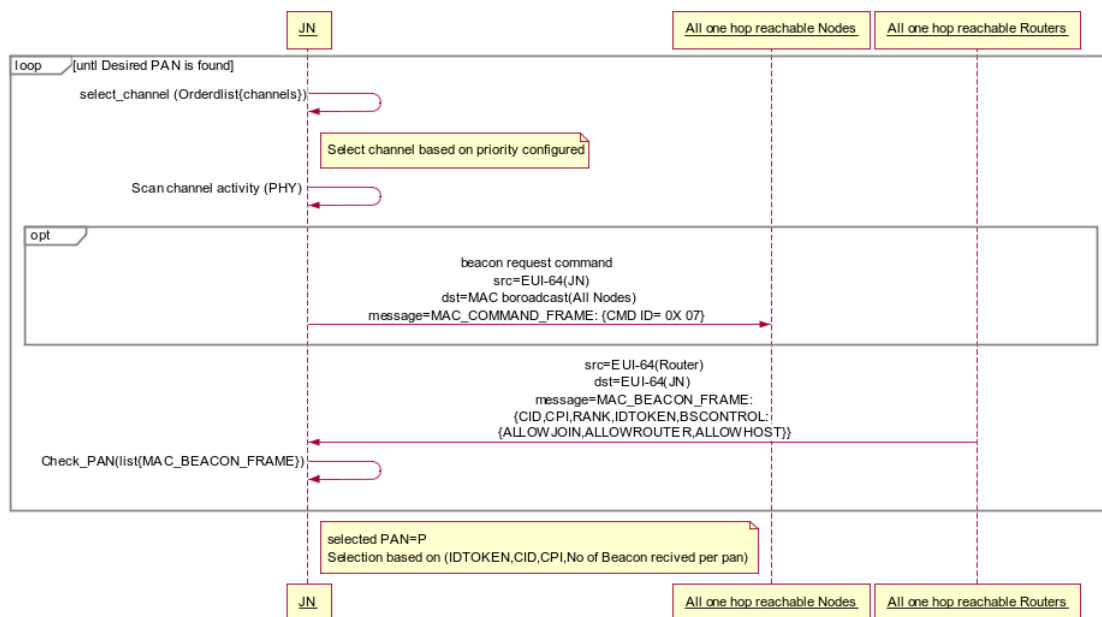 JN
All one hop reachable Nodes
All one hop reachable Routers
loop
[untl Desired PAN is found]
select_channel (Orderdlist{channels})
Select channel based on priority configured
Scan channel activity (PHY)
opt
beacon request command
src=EUI-64(JN)
dst=MAC boroadcast(All Nodes)
message=MAC_COMMAND_FRAME: {CMD ID= 0X 07}
src=EUI-64(Router)
dst=EUI-64(JN)
message=MAC_BEACON_FRAME:
{CID,CPI,RANK,IDTOKEN,BSCONTROL:
{ALLOWJOIN,ALLOWROUTER,ALLOWHOST}}
Check_PAN(list{MAC_BEACON_FRAME})
selected PAN=P
Selection based on (IDTOKEN,CID,CPI,No of Beacon recived per pan)
JN
All one hop reachable Nodes
All one hop reachable Routers